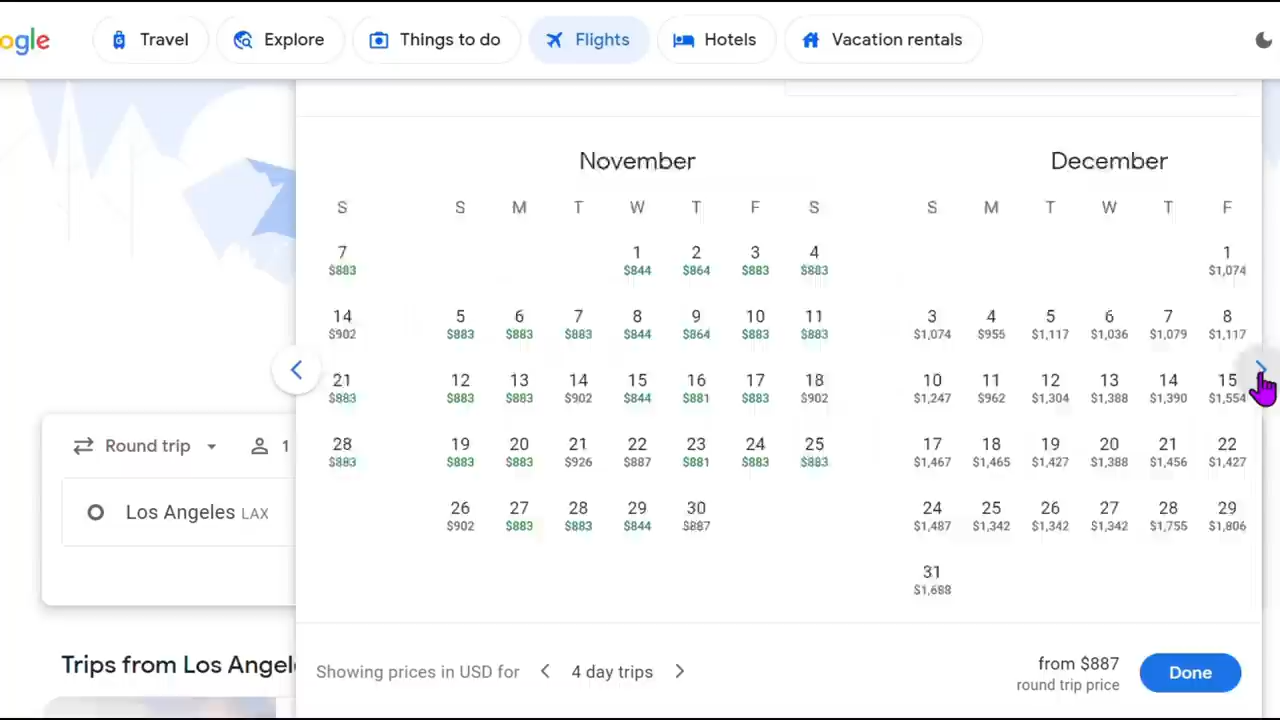 ogle
Travel
Explore
Things to do
Flights
Hotels
Vacation rentals
November
December
S S M T W T F S S M T W T F
7 1 2 3 4 1
$883 $844 $864 $883 $883 $1,074
14 5 6 7 8 9 10 11 3 4 5 6 7 8
$902 $883 $883 $883 $844 $864 $883 $883 $1,074 $955 $1,117 $1,036 $1,079 $1,117
21 12 13 14 15 16 17 18 10 11 12 13 14 15
$883 $883 $883 $902 $844 $881 $883 $902 $1,247 $962 $1,304 $1,388 $1,390 $1,554
28 19 20 21 22 23 24 25 17 18 19 20 21 22
$883 $883 $883 $926 $887 $881 $883 $883 $1,467 $1,465 $1,427 $1,388 $1,456 $1,427
26 27 28 29 30 24 25 26 27 28 29
$902 $883 $883 $844 $887 $1,487 $1,342 $1,342 $1,342 $1,755 $1,806
31
$1,688
Round trip 1
Los Angeles LAX
Trips from Los Angel
Showing prices in USD for 4 day trips
from $887
round trip price
Done